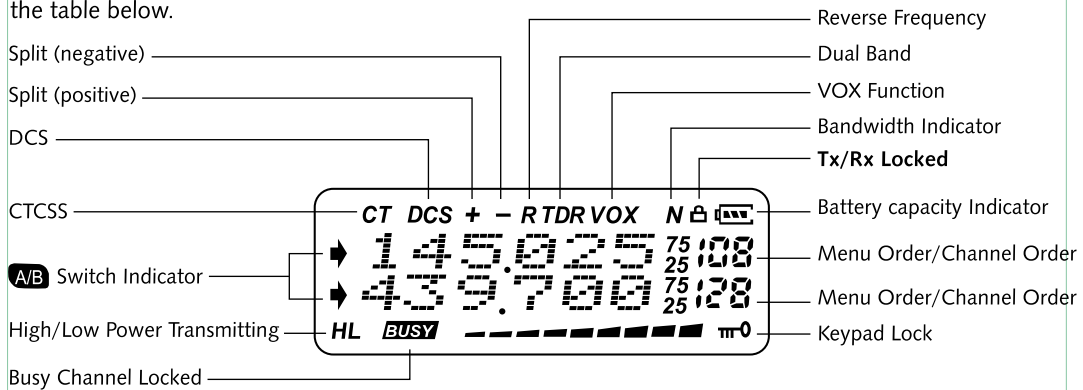 the table below.
Split (negative)
Split (positive)
DCS
CTCSS
A/B Switch Indicator
High/Low Power Transmitting
Busy Channel Locked
Reverse Frequency
Dual Band
VOX Function
Bandwidth Indicator
Tx/Rx Locked
Battery capacity Indicator
Menu Order/Channel Order
Menu Order/Channel Order
Keypad Lock
CT DCS + − R TDR VOX N
145.025 75 25 108
439.700 75 25 128
HL BUSY